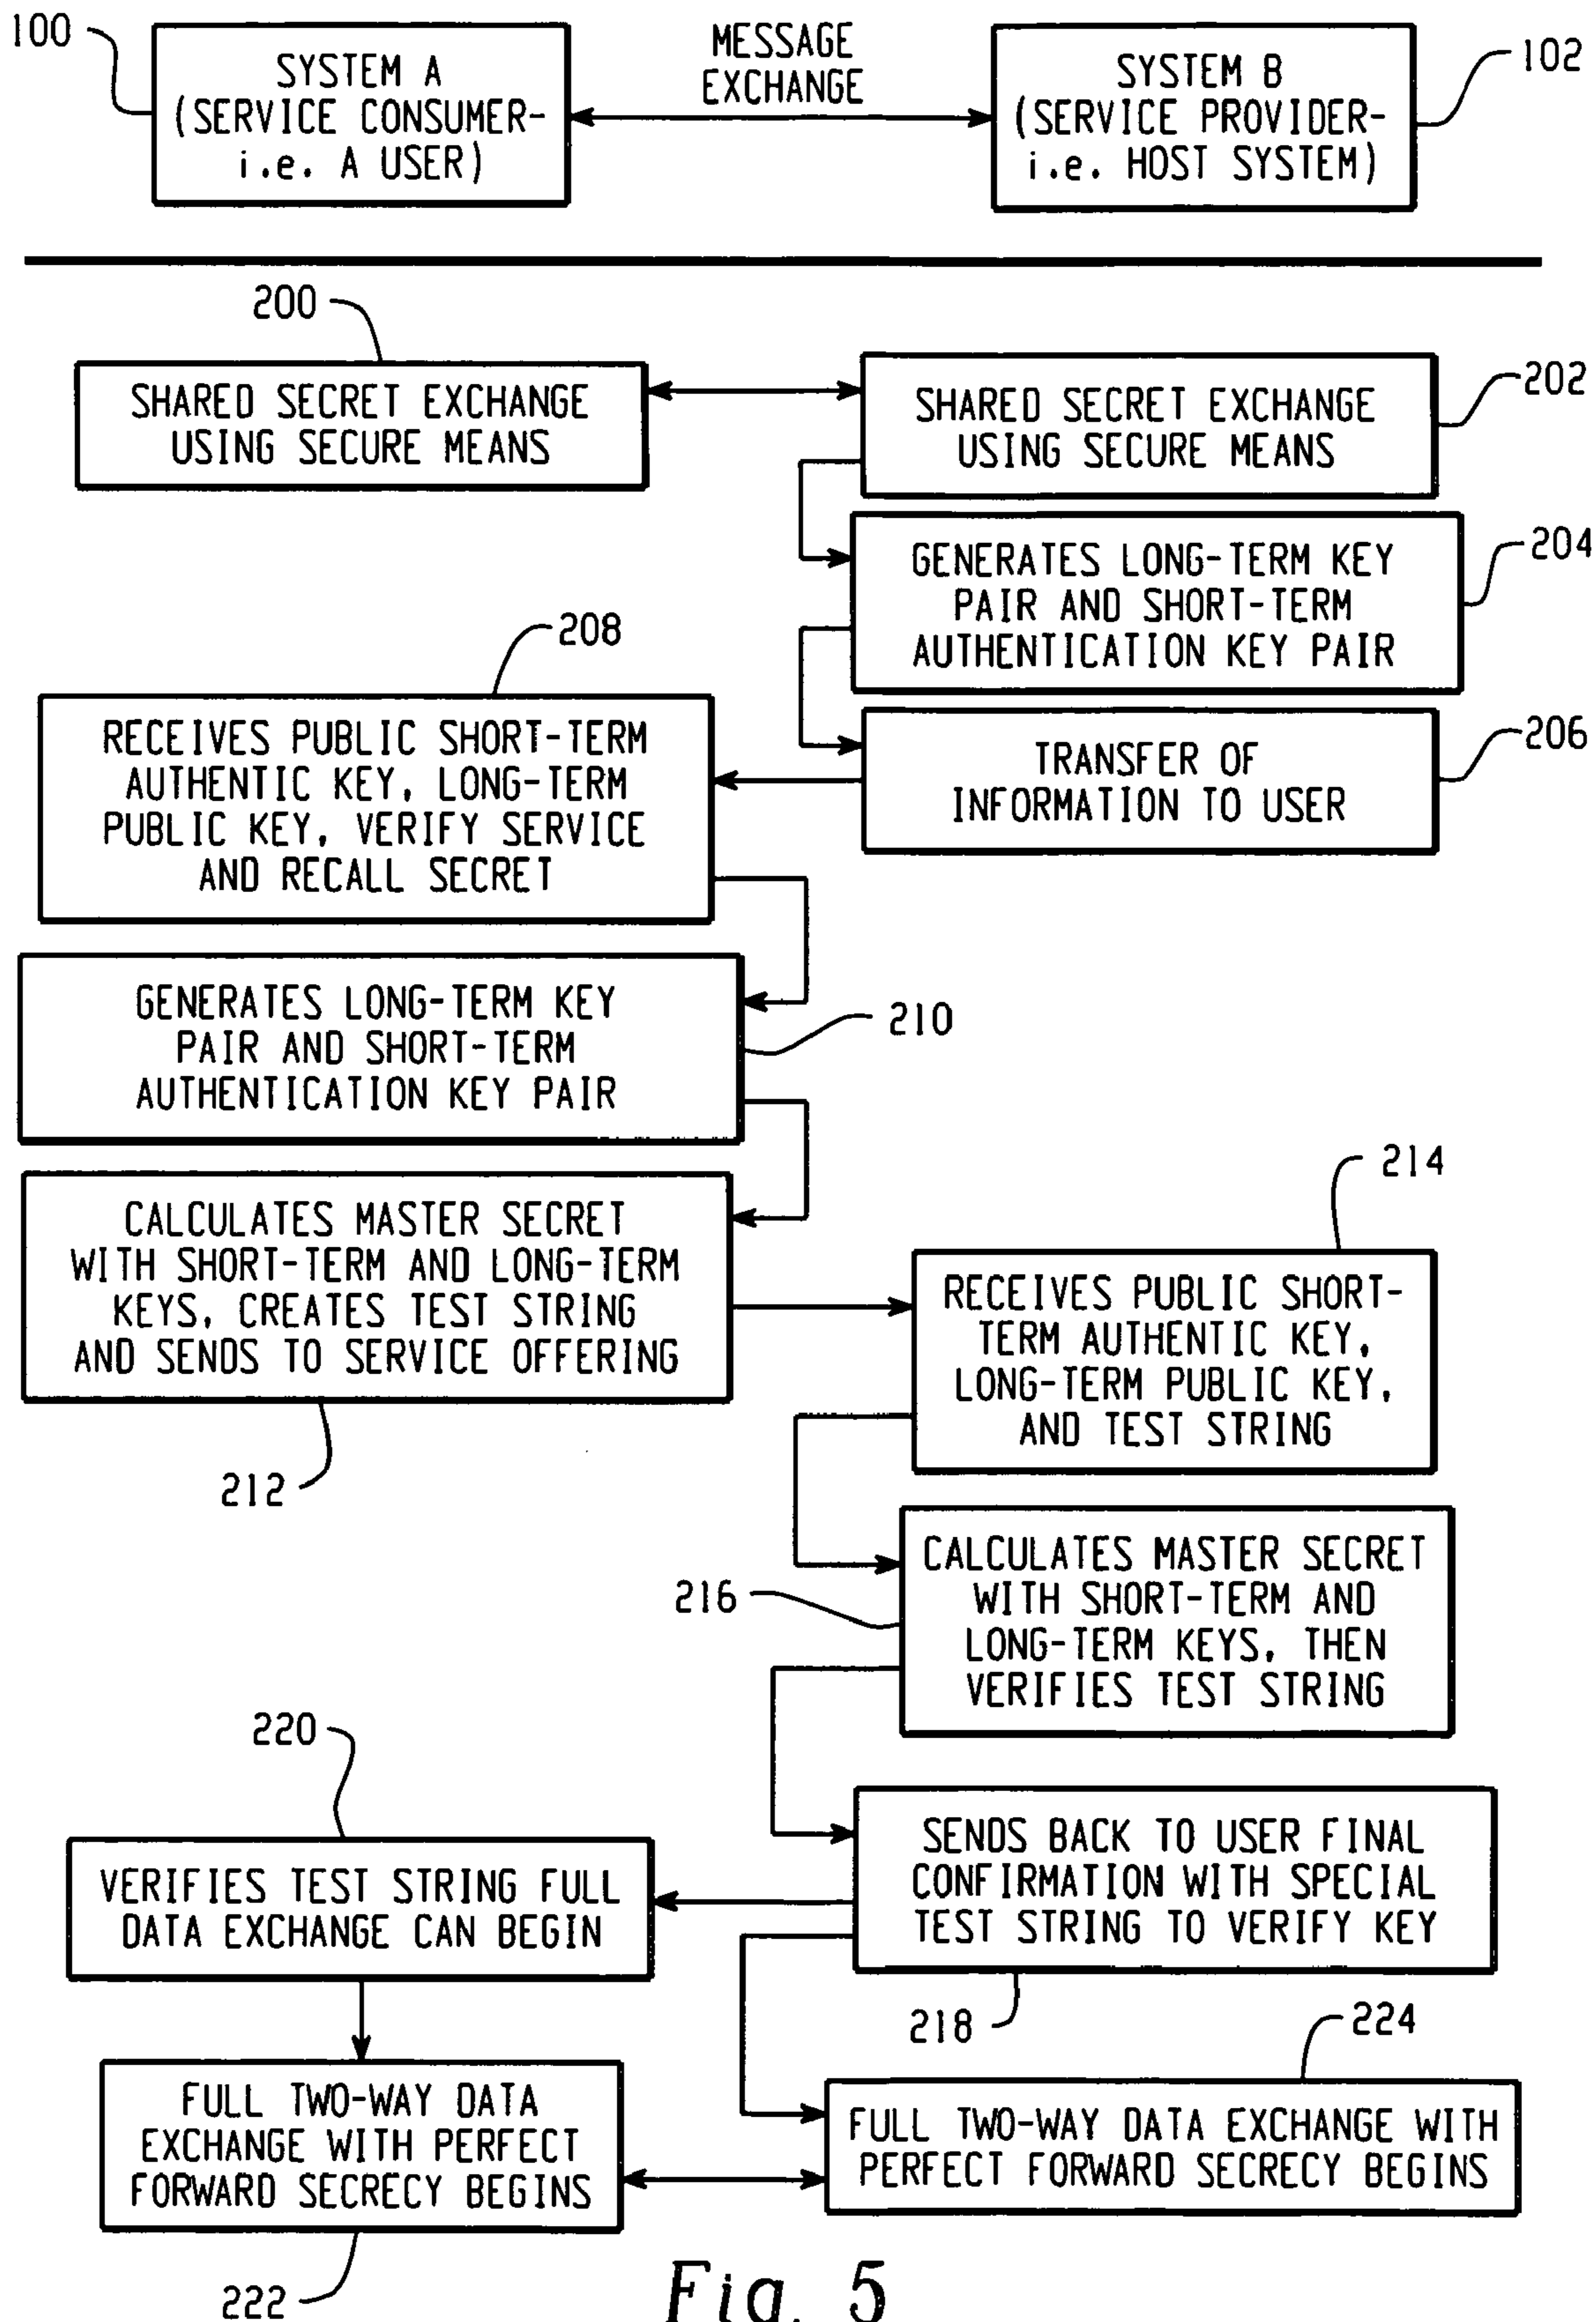 100
SYSTEM A
(SERVICE CONSUMER-
i.e. A USER)
MESSAGE
EXCHANGE
SYSTEM B
(SERVICE PROVIDER-
i.e. HOST SYSTEM)
102
200
SHARED SECRET EXCHANGE
USING SECURE MEANS
SHARED SECRET EXCHANGE
USING SECURE MEANS
202
GENERATES LONG-TERM KEY
PAIR AND SHORT-TERM
AUTHENTICATION KEY PAIR
204
TRANSFER OF
INFORMATION TO USER
206
208
RECEIVES PUBLIC SHORT-TERM
AUTHENTIC KEY, LONG-TERM
PUBLIC KEY, VERIFY SERVICE
AND RECALL SECRET
GENERATES LONG-TERM KEY
PAIR AND SHORT-TERM
AUTHENTICATION KEY PAIR
210
CALCULATES MASTER SECRET
WITH SHORT-TERM AND LONG-TERM
KEYS, CREATES TEST STRING
AND SENDS TO SERVICE OFFERING
212
214
RECEIVES PUBLIC SHORT-
TERM AUTHENTIC KEY,
LONG-TERM PUBLIC KEY,
AND TEST STRING
216
CALCULATES MASTER SECRET
WITH SHORT-TERM AND
LONG-TERM KEYS, THEN
VERIFIES TEST STRING
SENDS BACK TO USER FINAL
CONFIRMATION WITH SPECIAL
TEST STRING TO VERIFY KEY
218
220
VERIFIES TEST STRING FULL
DATA EXCHANGE CAN BEGIN
FULL TWO-WAY DATA
EXCHANGE WITH PERFECT
FORWARD SECRECY BEGINS
222
224
FULL TWO-WAY DATA EXCHANGE WITH
PERFECT FORWARD SECRECY BEGINS
Fig. 5